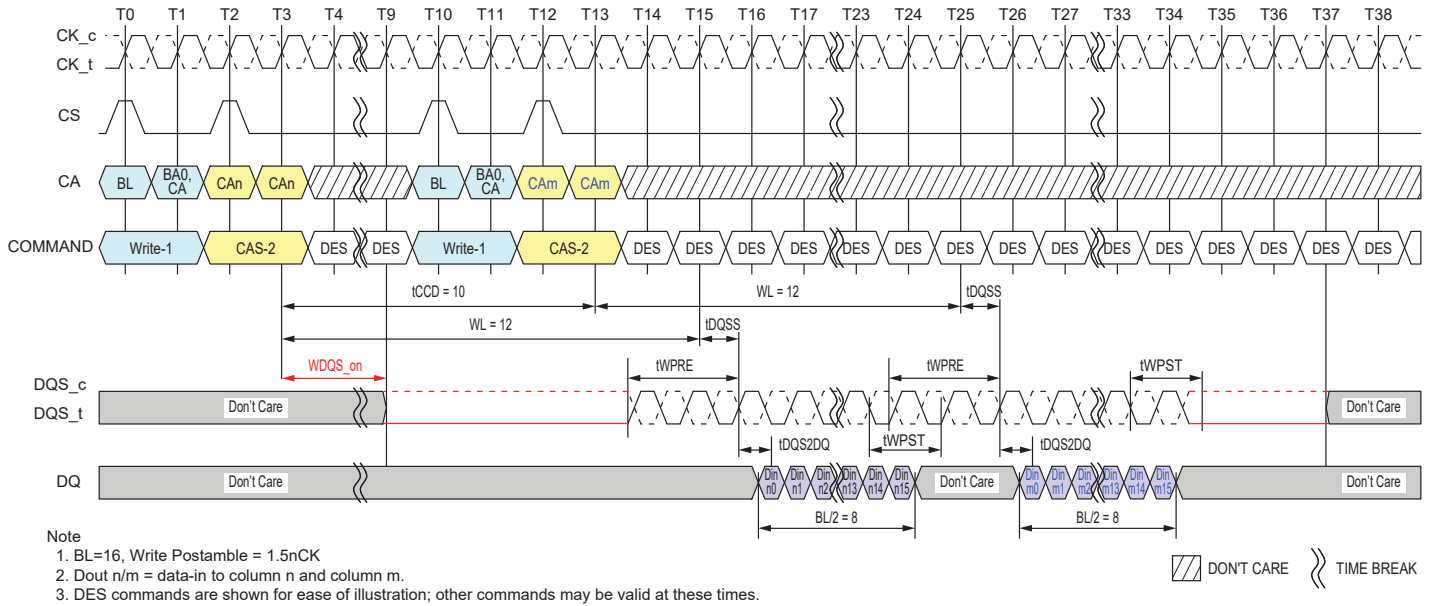 T0 T1 T2 T3 T4 T9 T10 T11 T12 T13 T14 T15 T16 T17 T23 T24 T25 T26 T27 T33 T34 T35 T36 T37 T38
CK_c
CK_t
CS
CA BL BA0, CA CAn CAn BL BA0, CA CAm CAm
COMMAND Write-1 CAS-2 DES DES Write-1 CAS-2 DES DES DES DES DES DES DES DES DES DES DES DES DES DES DES
tCCD = 10 WL = 12 tDQSS
WL = 12 tDQSS
WDQS_on tWPRE tWPRE tWPST
DQS_c
DQS_t Don't Care Don't Care
tDQS2DQ tWPST tDQS2DQ
DQ Don't Care Din n0 Din n1 Din n2 Din n13 Din n14 Din n15 Don't Care Din m0 Din m1 Din m2 Din m13 Din m14 Din m15 Don't Care
BL/2 = 8 BL/2 = 8
Note
1. BL=16, Write Postamble = 1.5nCK
2. Dout n/m = data-in to column n and column m.
3. DES commands are shown for ease of illustration; other commands may be valid at these times.
DON'T CARE TIME BREAK